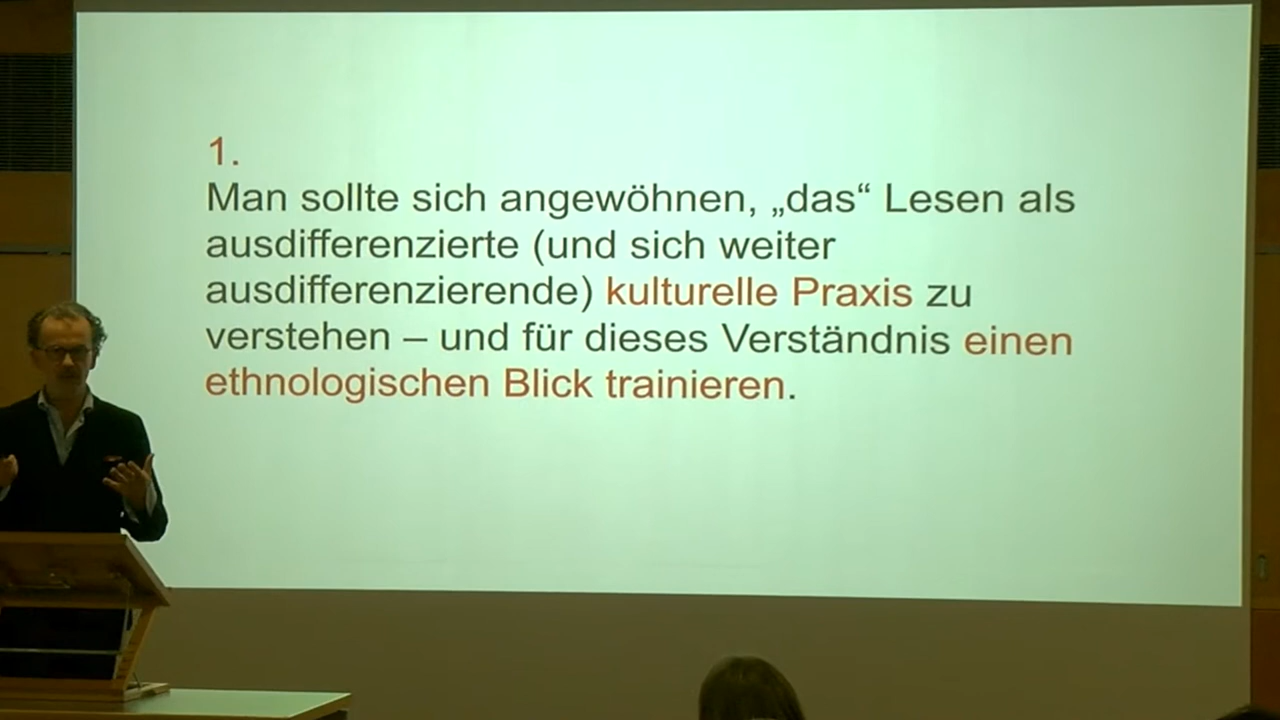 1.
Man sollte sich angewöhnen, „das“ Lesen als
ausdifferenzierte (und sich weiter
ausdifferenzierende) kulturelle Praxis zu
verstehen – und für dieses Verständnis einen
ethnologischen Blick trainieren.